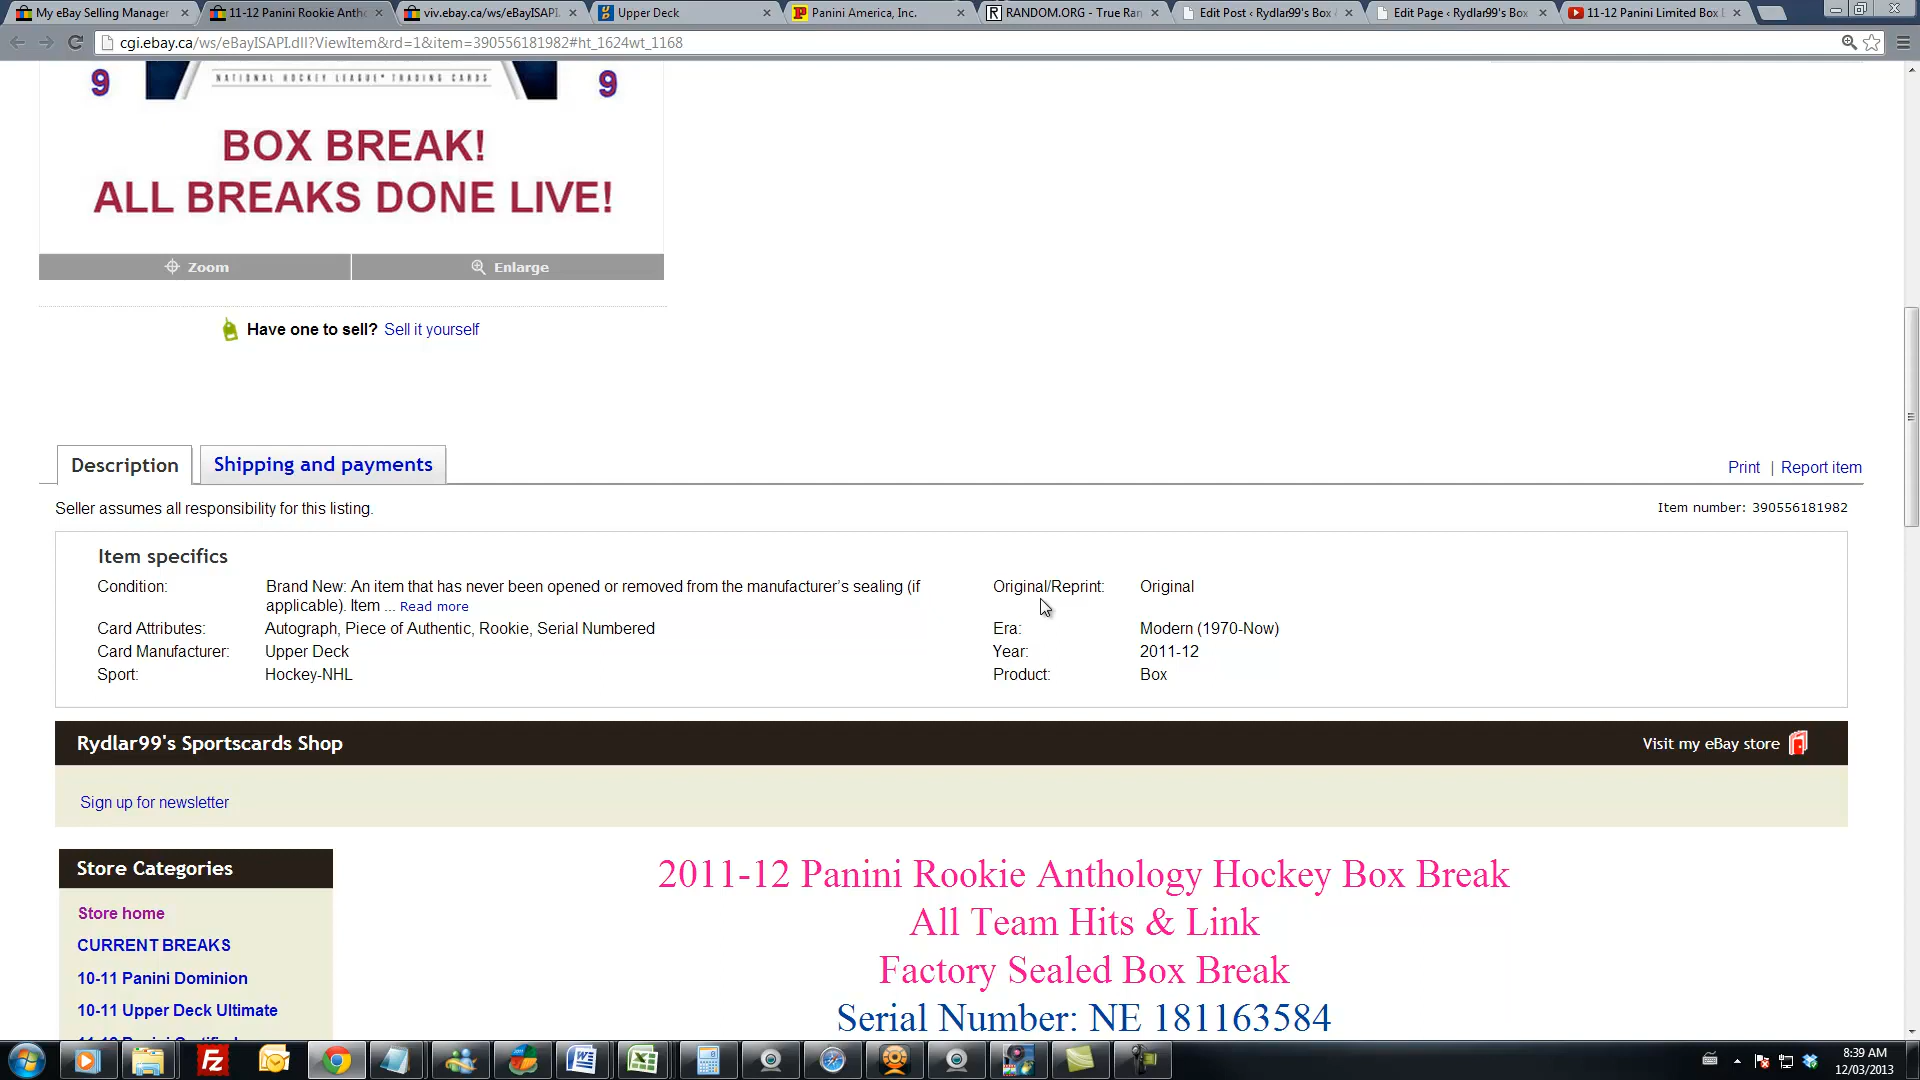 My eBay Selling Manager
11-12 Panini Rookie Antho
viv.ebay.ca/ws/eBayISAPI.
Upper Deck
Panini America, Inc.
RANDOM.ORG - True Ran
Edit Post ‹ Rydlar99's Box
Edit Page ‹ Rydlar99's Box
11-12 Panini Limited Box
cgi.ebay.ca/ws/eBayISAPI.dll?ViewItem&rd=1&item=390556181982#ht_1624wt_1168
9 NATIONAL HOCKEY LEAGUE* TRADING CARDS 9
BOX BREAK!
ALL BREAKS DONE LIVE!
Zoom Enlarge
Have one to sell? Sell it yourself
Description Shipping and payments
Print | Report item
Seller assumes all responsibility for this listing.
Item number: 390556181982
Item specifics
Condition: Brand New: An item that has never been opened or removed from the manufacturer's sealing (if
applicable). Item ... Read more
Original/Reprint: Original
Card Attributes: Autograph, Piece of Authentic, Rookie, Serial Numbered
Era: Modern (1970-Now)
Card Manufacturer: Upper Deck
Year: 2011-12
Sport: Hockey-NHL
Product: Box
Rydlar99's Sportscards Shop
Visit my eBay store
Sign up for newsletter
Store Categories
Store home
CURRENT BREAKS
10-11 Panini Dominion
10-11 Upper Deck Ultimate
2011-12 Panini Rookie Anthology Hockey Box Break
All Team Hits & Link
Factory Sealed Box Break
Serial Number: NE 181163584
8:39 AM
12/03/2013